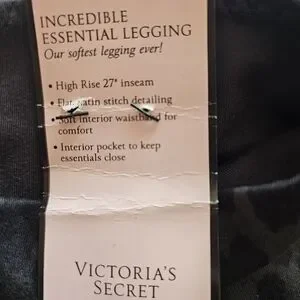 INCREDIBLE
ESSENTIAL LEGGING
Our softest legging ever!
• High Rise 27" inseam
• Flat satin stitch detailing
• Soft interior waistband for
comfort
• Interior pocket to keep
essentials close
VICTORIA'S
SECRET